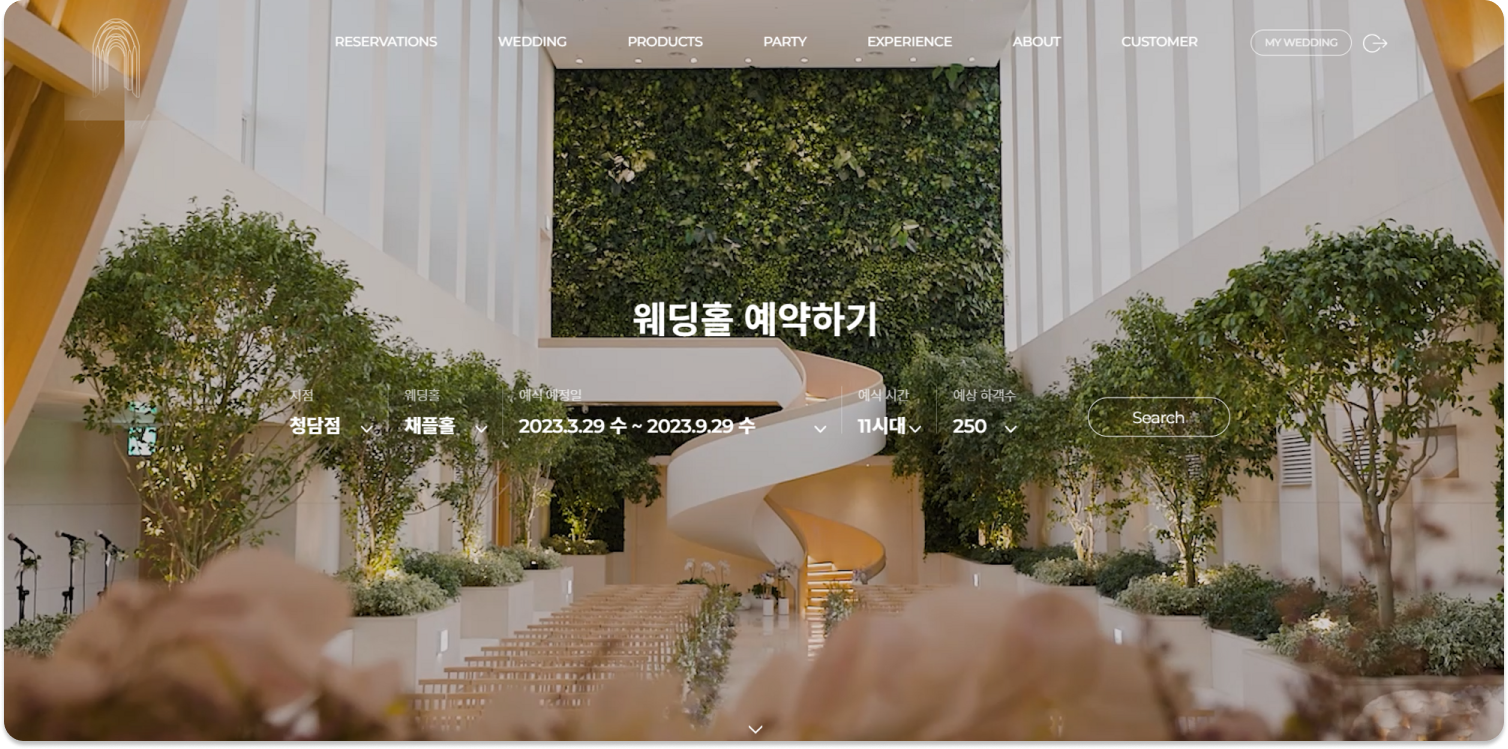 RESERVATIONS WEDDING PRODUCTS PARTY EXPERIENCE ABOUT CUSTOMER MY WEDDING
웨딩홀 예약하기
지점 웨딩홀 예식 예정일 예식 시간 예상 하객수
청담점 채플홀 2023.3.29 수 ~ 2023.9.29 수 11시대 250 Search